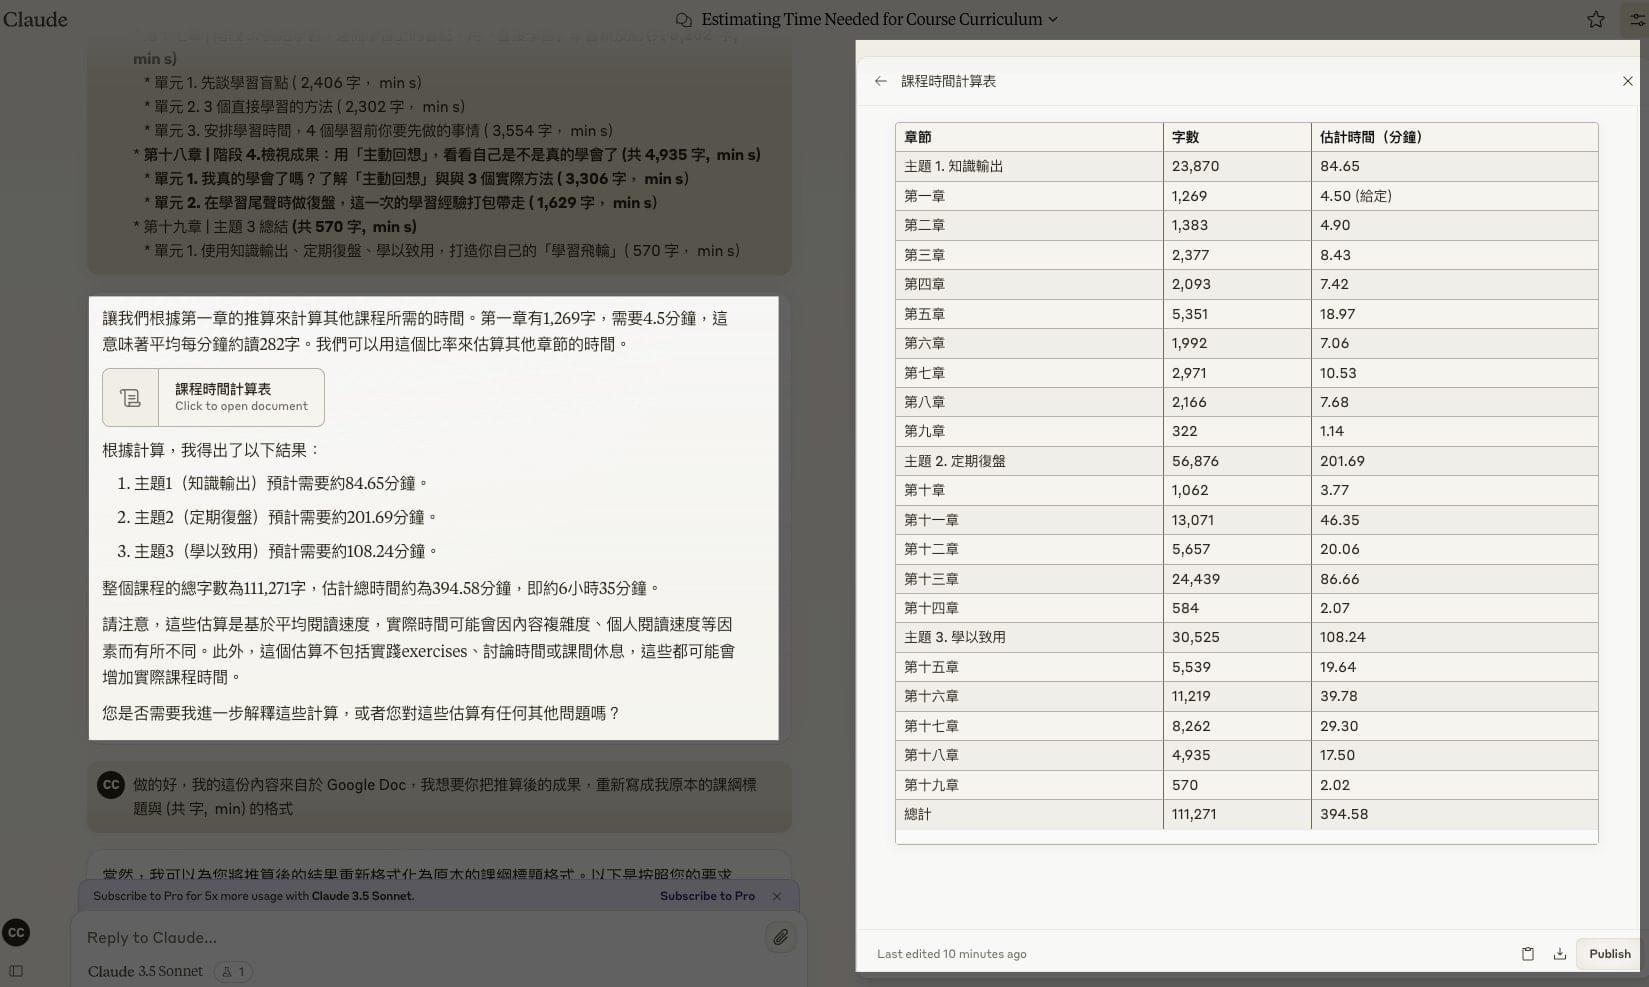 Claude
Estimating Time Needed for Course Curriculum
min s)
* 單元 1. 先談學習盲點 ( 2,406 字， min s)
* 單元 2. 3 個直接學習的方法 ( 2,302 字， min s)
* 單元 3. 安排學習時間，4 個學習前你要先做的事情 ( 3,554 字， min s)
* 第十八章 | 階段 4.檢視成果：用「主動回想」，看看自己是不是真的學會了 (共 4,935 字,  min s)
* 單元 1. 我真的學會了嗎？了解「主動回想」與與 3 個實際方法 ( 3,306 字， min s)
* 單元 2. 在學習尾聲時做復盤，這一次的學習經驗打包帶走 ( 1,629 字， min s)
* 第十九章 | 主題 3 總結 (共 570 字,  min s)
* 單元 1. 使用知識輸出、定期復盤、學以致用，打造你自己的「學習飛輪」( 570 字， min s)
讓我們根據第一章的推算來計算其他課程所需的時間。第一章有1,269字，需要4.5分鐘，這
意味著平均每分鐘約讀282字。我們可以用這個比率來估算其他章節的時間。
課程時間計算表
Click to open document
根據計算，我得出了以下結果：
1. 主題1（知識輸出）預計需要約84.65分鐘。
2. 主題2（定期復盤）預計需要約201.69分鐘。
3. 主題3（學以致用）預計需要約108.24分鐘。
整個課程的總字數為111,271字，估計總時間約為394.58分鐘，即約6小時35分鐘。
請注意，這些估算是基於平均閱讀速度，實際時間可能會因內容複雜度、個人閱讀速度等因
素而有所不同。此外，這個估算不包括實踐exercises、討論時間或課間休息，這些都可能會
增加實際課程時間。
您是否需要我進一步解釋這些計算，或者您對這些估算有任何其他問題嗎？
CC
做的好，我的這份內容來自於 Google Doc，我想要你把推算後的成果，重新寫成我原本的課綱標
題與 (共 字,  min) 的格式
當然，我可以為您將推算後的結果重新格式化為原本的課綱標題格式。以下是按照您的要求
Subscribe to Pro for 5x more usage with Claude 3.5 Sonnet.
Subscribe to Pro
CC
Reply to Claude...
Claude 3.5 Sonnet
1
課程時間計算表
章節 字數 估計時間（分鐘）
主題 1. 知識輸出 23,870 84.65
第一章 1,269 4.50 (給定)
第二章 1,383 4.90
第三章 2,377 8.43
第四章 2,093 7.42
第五章 5,351 18.97
第六章 1,992 7.06
第七章 2,971 10.53
第八章 2,166 7.68
第九章 322 1.14
主題 2. 定期復盤 56,876 201.69
第十章 1,062 3.77
第十一章 13,071 46.35
第十二章 5,657 20.06
第十三章 24,439 86.66
第十四章 584 2.07
主題 3. 學以致用 30,525 108.24
第十五章 5,539 19.64
第十六章 11,219 39.78
第十七章 8,262 29.30
第十八章 4,935 17.50
第十九章 570 2.02
總計 111,271 394.58
Last edited 10 minutes ago
Publish